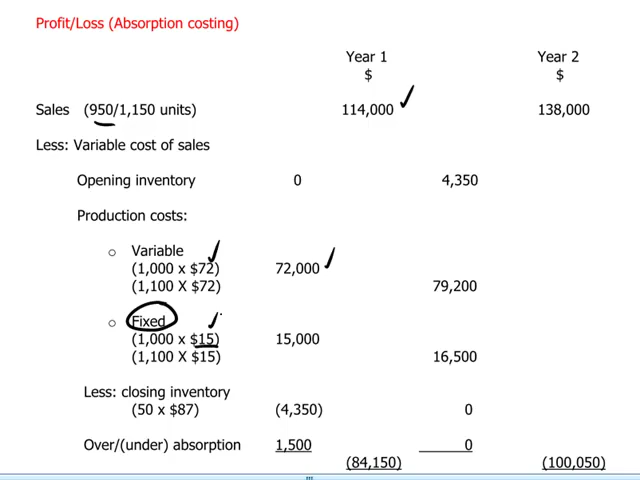 Profit/Loss (Absorption costing)
Year 1 Year 2
$ $
Sales (950/1,150 units) 114,000 138,000
Less: Variable cost of sales
Opening inventory 0 4,350
Production costs:
o Variable
(1,000 x $72) 72,000
(1,100 X $72) 79,200
o Fixed
(1,000 x $15) 15,000
(1,100 X $15) 16,500
Less: closing inventory
(50 x $87) (4,350) 0
Over/(under) absorption 1,500 0
(84,150) (100,050)